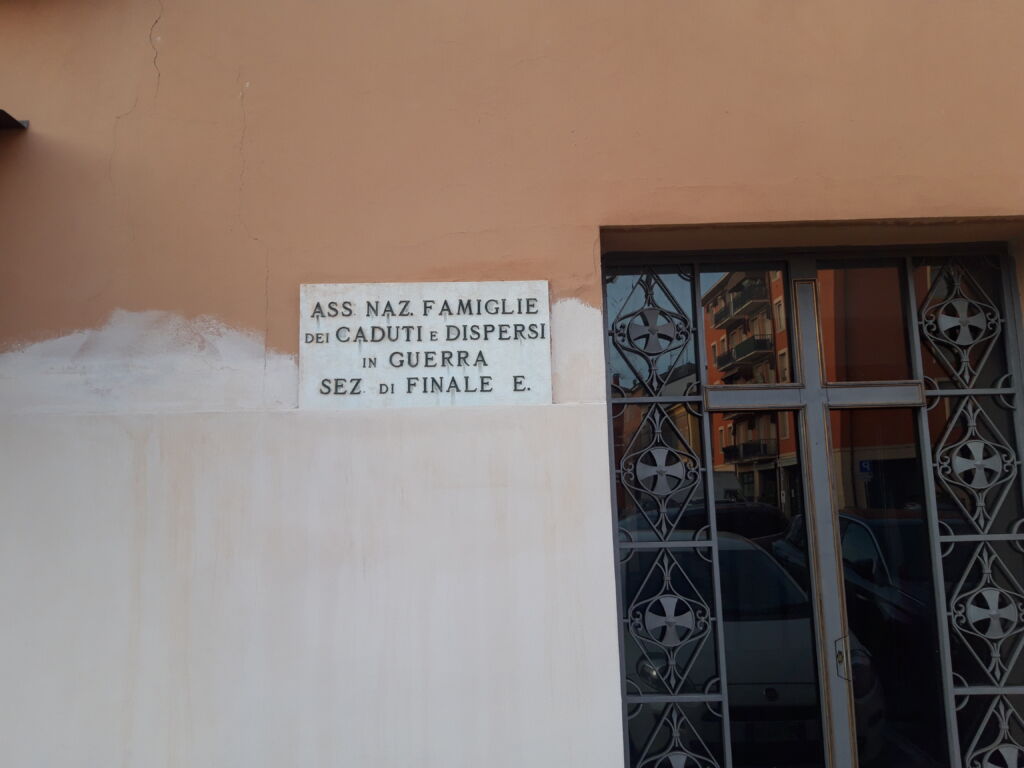 ASS. NAZ. FAMIGLIE
DEI CADUTI E DISPERSI
IN GUERRA
SEZ. DI FINALE E.